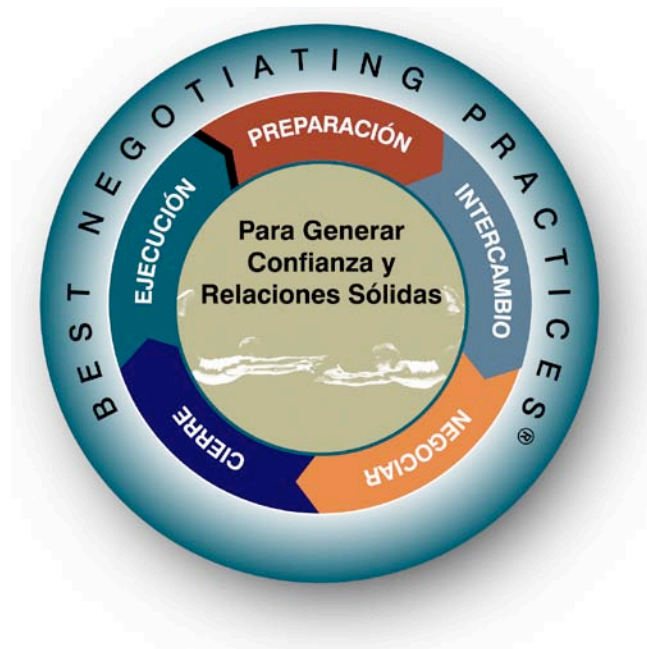 BEST NEGOTIATING PRACTICES®
PREPARACIÓN
INTERCAMBIO
NEGOCIAR
CIERRE
EJECUCIÓN
Para Generar
Confianza y
Relaciones Sólidas